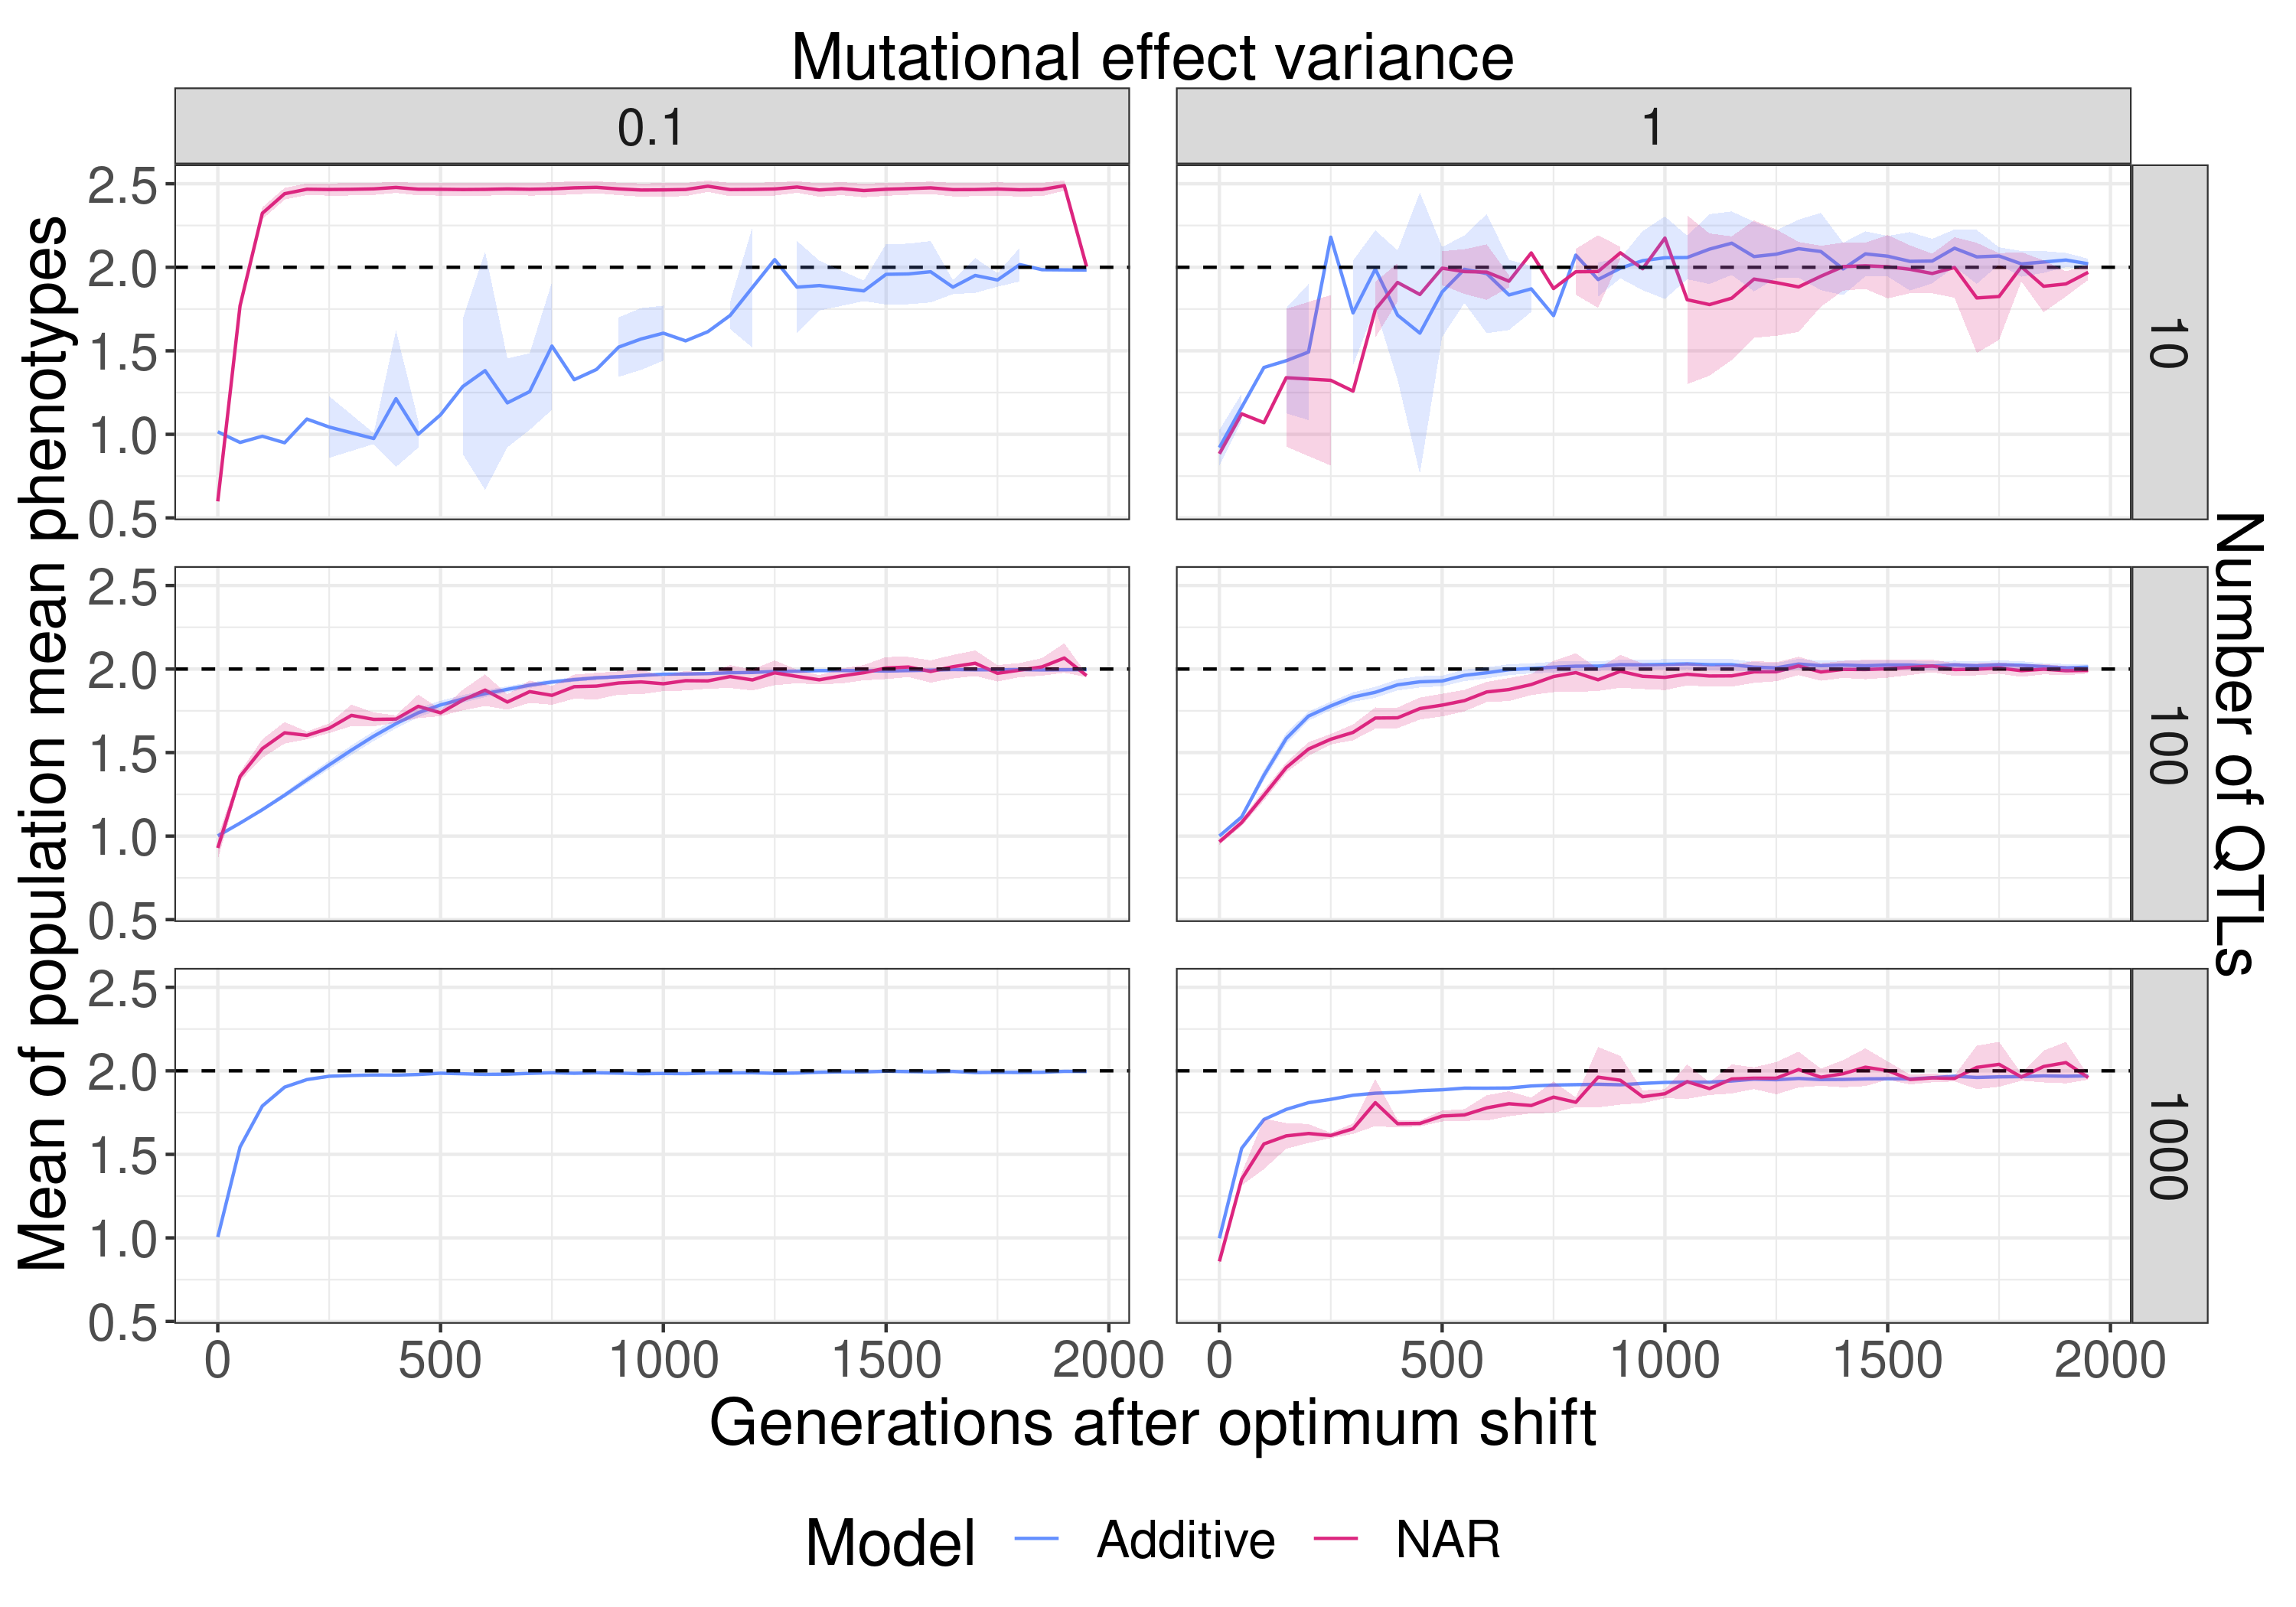 Mutational effect variance
0.1
1
Mean of population mean phenotypes
2.5
2.0
1.5
1.0
0.5
10
2.5
2.0
1.5
1.0
0.5
100
2.5
2.0
1.5
1.0
0.5
1000
Number of QTLs
0 500 1000 1500 2000
0 500 1000 1500 2000
Generations after optimum shift
Model Additive NAR